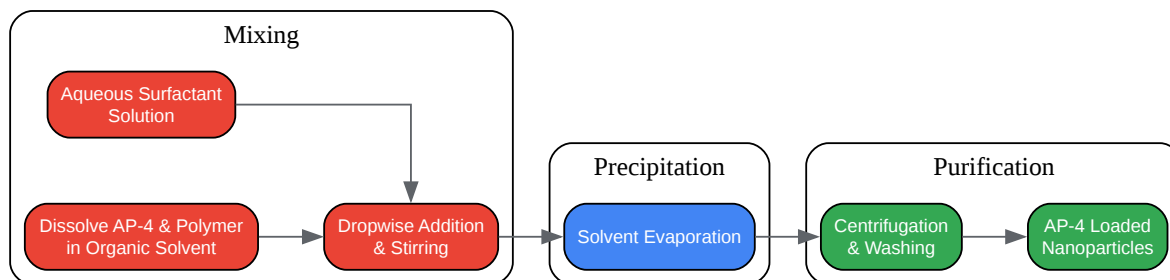 Mixing
Aqueous Surfactant
Solution
Dissolve AP-4 & Polymer
in Organic Solvent
Dropwise Addition
& Stirring
Precipitation
Solvent Evaporation
Purification
Centrifugation
& Washing
AP-4 Loaded
Nanoparticles